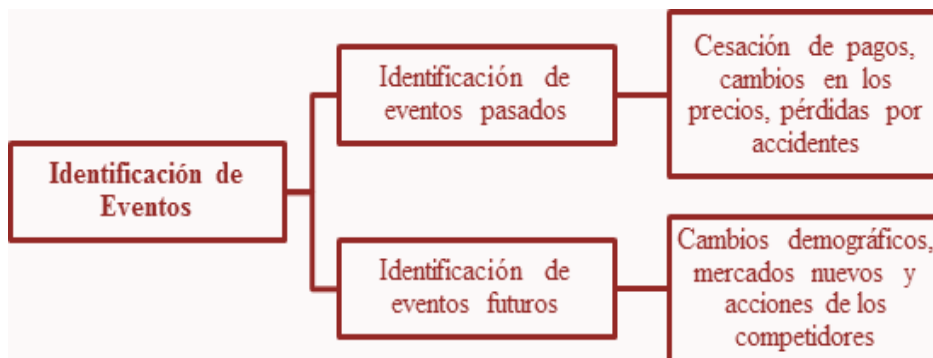 Identificación de
Eventos
Identificación de
eventos pasados
Cesación de pagos,
cambios en los
precios, pérdidas por
accidentes
Identificación de
eventos futuros
Cambios demográficos,
mercados nuevos y
acciones de los
competidores